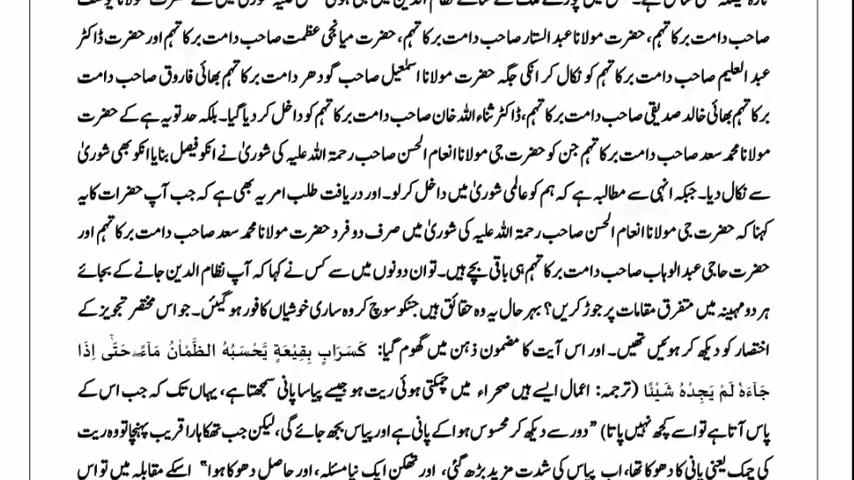 صاحب دامت برکاتہم، حضرت مولانا عبد الستار صاحب دامت برکاتہم، حضرت میانجی عظمت صاحب دامت برکاتہم اور حضرت ڈاکٹر
عبد العلیم صاحب دامت برکاتہم کو نکال کر انکی جگہ حضرت مولانا اسمٰعیل صاحب گودھر دامت برکاتہم بھائی فاروق صاحب دامت
برکاتہم بھائی خالد صدیقی صاحب دامت برکاتہم، ڈاکٹر ثناء اللہ خان صاحب دامت برکاتہم کو داخل کر دیا گیا۔ بلکہ حد تو یہ ہے کے حضرت
مولانا محمد سعد صاحب دامت برکاتہم جن کو حضرت جی مولانا انعام الحسن صاحب رحمۃ اللہ علیہ کی شوریٰ نے انکو فیصل بنایا انکو بھی شوریٰ
سے نکال دیا۔ جبکہ انہی سے مطالبہ ہے کہ ہم کو عالمی شوریٰ میں داخل کر لو۔ اور دریافت طلب امر یہ بھی ہے کہ جب آپ حضرات کا یہ
کہنا کہ حضرت جی مولانا انعام الحسن صاحب رحمۃ اللہ علیہ کی شوریٰ میں صرف دو فرد حضرت مولانا محمد سعد صاحب دامت برکاتہم اور
حضرت حاجی عبد الوہاب صاحب دامت برکاتہم ہی باقی بچے ہیں۔ تو ان دونوں میں سے کس نے کہا کہ آپ نظام الدین جانے کے بجائے
ہر دو مہینہ میں متفرق مقامات پر جوڑ کریں؟ بہر حال یہ وہ حقائق ہیں جنکو سوچ کر وہ ساری خوشیاں کافور ہو گیئں۔ جو اس مختصر تجویز کے
اختصار کو دیکھ کر ہوئیں تھیں۔ اور اس آیت کا مضمون ذہن میں گھوم گیا: كَسَرَابٍ بِقِيعَةٍ يَّحْسَبُهُ الظَّمْاٰنُ مَآءً ؕ حَتّٰٓى اِذَا
جَآءَهٗ لَمْ يَجِدْهُ شَيْئًا (ترجمہ: اعمال ایسے ہیں صحراء میں چمکتی ہوئی ریت ہو جیسے پیاسا پانی سمجھتا ہے، یہاں تک کہ جب اس کے
پاس آتا ہے تو اسے کچھ نہیں پاتا) "دور سے دیکھ کر محسوس ہوا کے پانی ہے اور پیاس بجھ جائے گی، لیکن جب تھکا ہارا قریب پہنچا تو وہ ریت
کی چمک یعنی پانی کا دھوکا تھا، اب پیاس کی شدت مزید بڑھ گئی، اور تھکن ایک نیا مسئلہ، اور حاصل دھوکا ہوا" اسکے مقابلہ میں تو اس